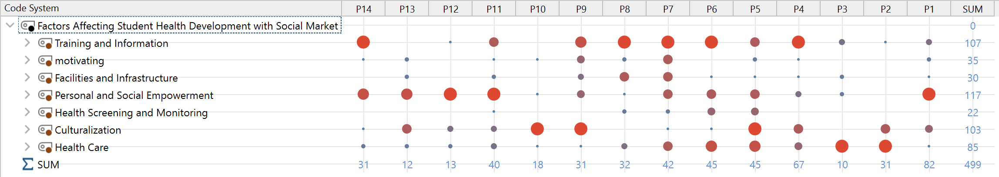 Code System P14 P13 P12 P11 P10 P9 P8 P7 P6 P5 P4 P3 P2 P1 SUM
Factors Affecting Student Health Development with Social Market 0
Training and Information 107
motivating 35
Facilities and Infrastructure 30
Personal and Social Empowerment 117
Health Screening and Monitoring 22
Culturalization 103
Health Care 85
Σ SUM 31 12 13 40 18 31 32 42 45 45 67 10 31 82 499